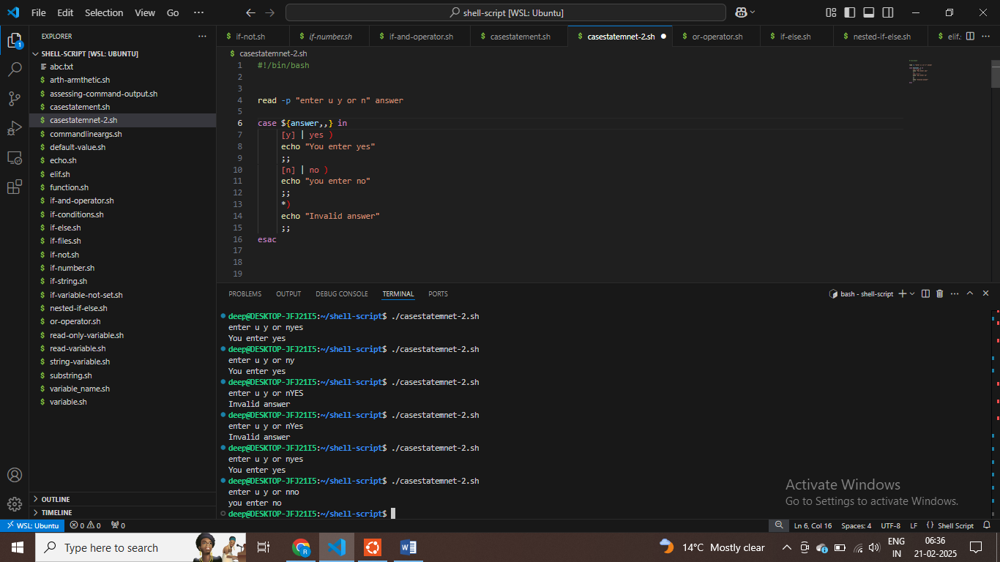 File Edit Selection View Go ··· shell-script [WSL: Ubuntu]
EXPLORER ···
SHELL-SCRIPT [WSL: UBUNTU]
abc.txt
$ arth-armthetic.sh
$ assessing-command-output.sh
$ casestatement.sh
$ casestatemnet-2.sh
$ commandlineargs.sh
$ default-value.sh
$ echo.sh
$ elif.sh
$ function.sh
$ if-and-operator.sh
$ if-conditions.sh
$ if-else.sh
$ if-files.sh
$ if-not.sh
$ if-number.sh
$ if-string.sh
$ if-variable-not-set.sh
$ nested-if-else.sh
$ or-operator.sh
$ read-only-variable.sh
$ read-variable.sh
$ string-variable.sh
$ substring.sh
$ variable_name.sh
$ variable.sh
OUTLINE
TIMELINE
$ if-not.sh $ if-number.sh $ if-and-operator.sh $ casestatement.sh $ casestatemnet-2.sh $ or-operator.sh $ if-else.sh $ nested-if-else.sh $ elif.s ···
$ casestatemnet-2.sh
1 #!/bin/bash
2
3
4 read -p "enter u y or n" answer
5
6 case ${answer,,} in
7 [y] | yes )
8 echo "You enter yes"
9 ;;
10 [n] | no )
11 echo "you enter no"
12 ;;
13 *)
14 echo "Invalid answer"
15 ;;
16 esac
17
18
19
PROBLEMS OUTPUT DEBUG CONSOLE TERMINAL PORTS bash - shell-script ···
deep@DESKTOP-JFJ21I5:~/shell-script$ ./casestatemnet-2.sh
enter u y or nyes
You enter yes
deep@DESKTOP-JFJ21I5:~/shell-script$ ./casestatemnet-2.sh
enter u y or ny
You enter yes
deep@DESKTOP-JFJ21I5:~/shell-script$ ./casestatemnet-2.sh
enter u y or nYES
Invalid answer
deep@DESKTOP-JFJ21I5:~/shell-script$ ./casestatemnet-2.sh
enter u y or nYes
Invalid answer
deep@DESKTOP-JFJ21I5:~/shell-script$ ./casestatemnet-2.sh
enter u y or nyes
You enter yes
deep@DESKTOP-JFJ21I5:~/shell-script$ ./casestatemnet-2.sh
enter u y or nno
you enter no
deep@DESKTOP-JFJ21I5:~/shell-script$
Activate Windows
Go to Settings to activate Windows.
WSL: Ubuntu 0 0 0 Ln 6, Col 16 Spaces: 4 UTF-8 LF Shell Script
Type here to search 14°C Mostly clear ENG IN 06:36 21-02-2025